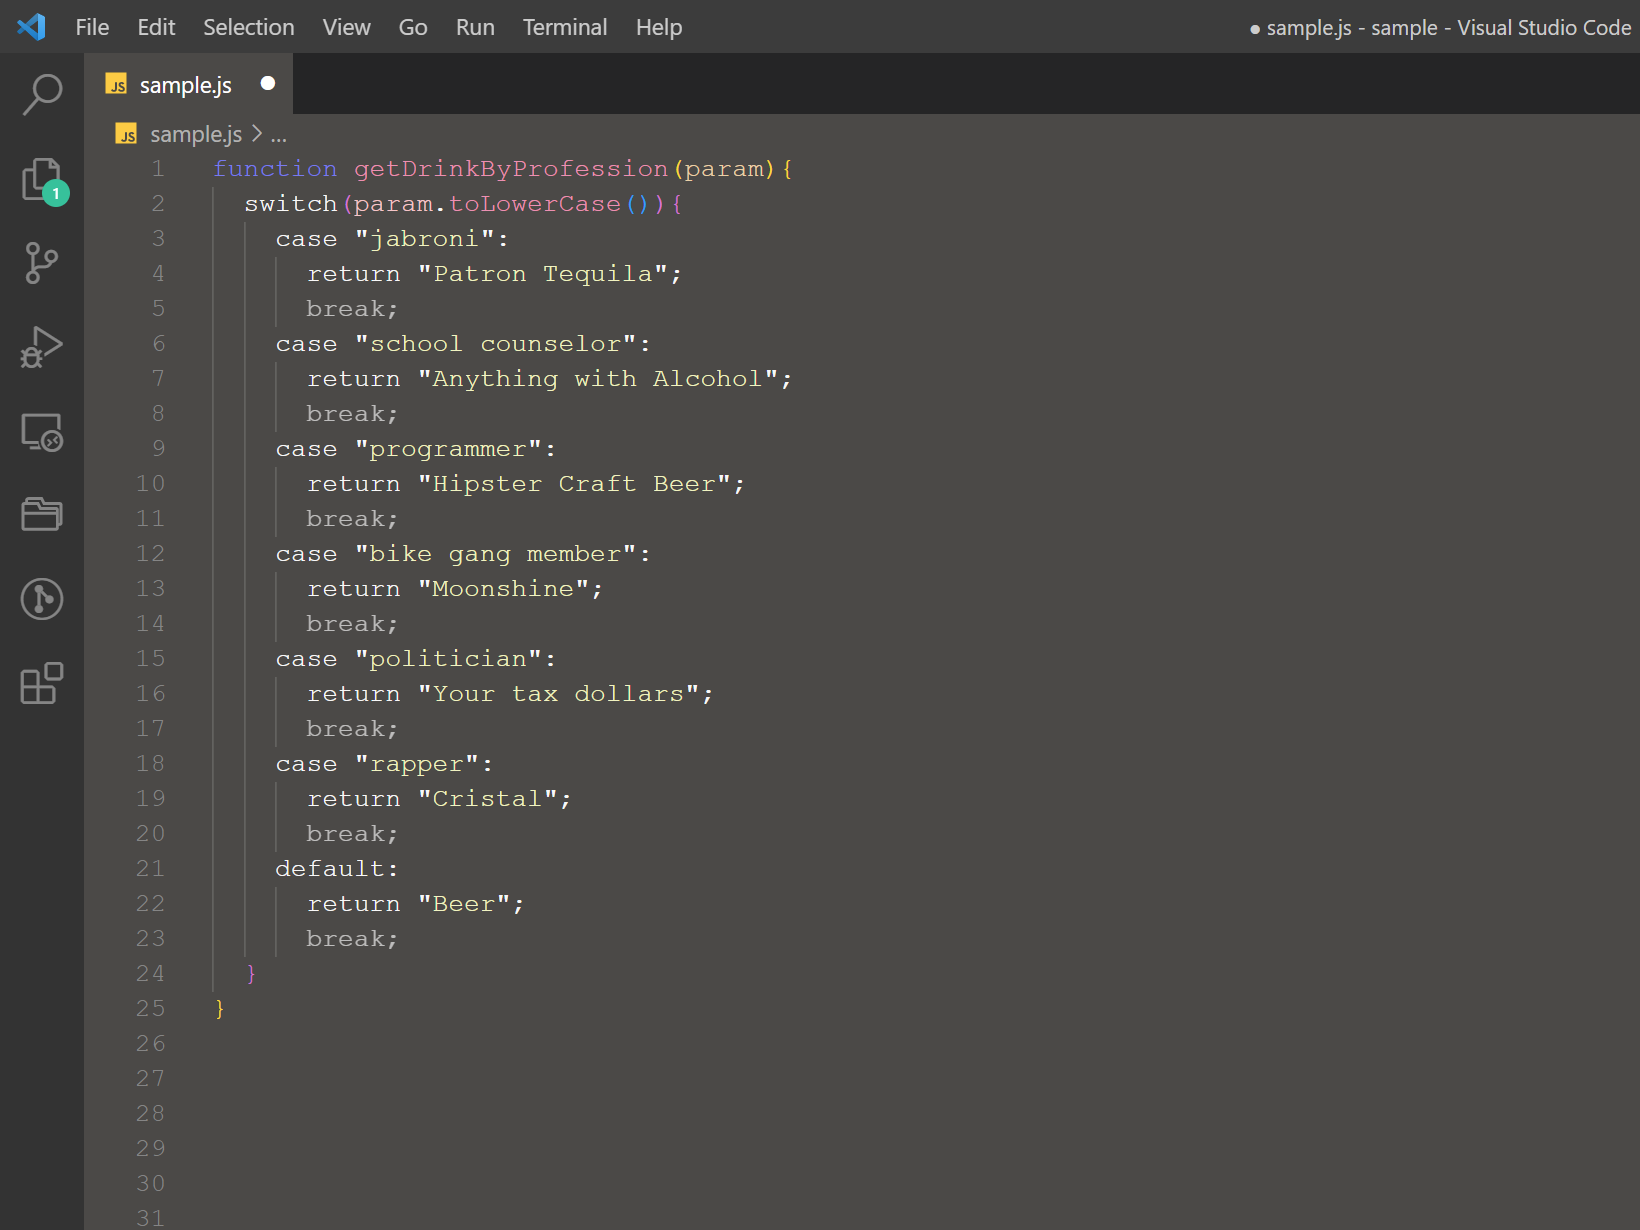 File Edit Selection View Go Run Terminal Help ● sample.js - sample - Visual Studio Code
JS sample.js ●
JS sample.js > ...
1
1 function getDrinkByProfession(param){
2 switch(param.toLowerCase()){
3 case "jabroni":
4 return "Patron Tequila";
5 break;
6 case "school counselor":
7 return "Anything with Alcohol";
8 break;
9 case "programmer":
10 return "Hipster Craft Beer";
11 break;
12 case "bike gang member":
13 return "Moonshine";
14 break;
15 case "politician":
16 return "Your tax dollars";
17 break;
18 case "rapper":
19 return "Cristal";
20 break;
21 default:
22 return "Beer";
23 break;
24 }
25 }
26
27
28
29
30
31